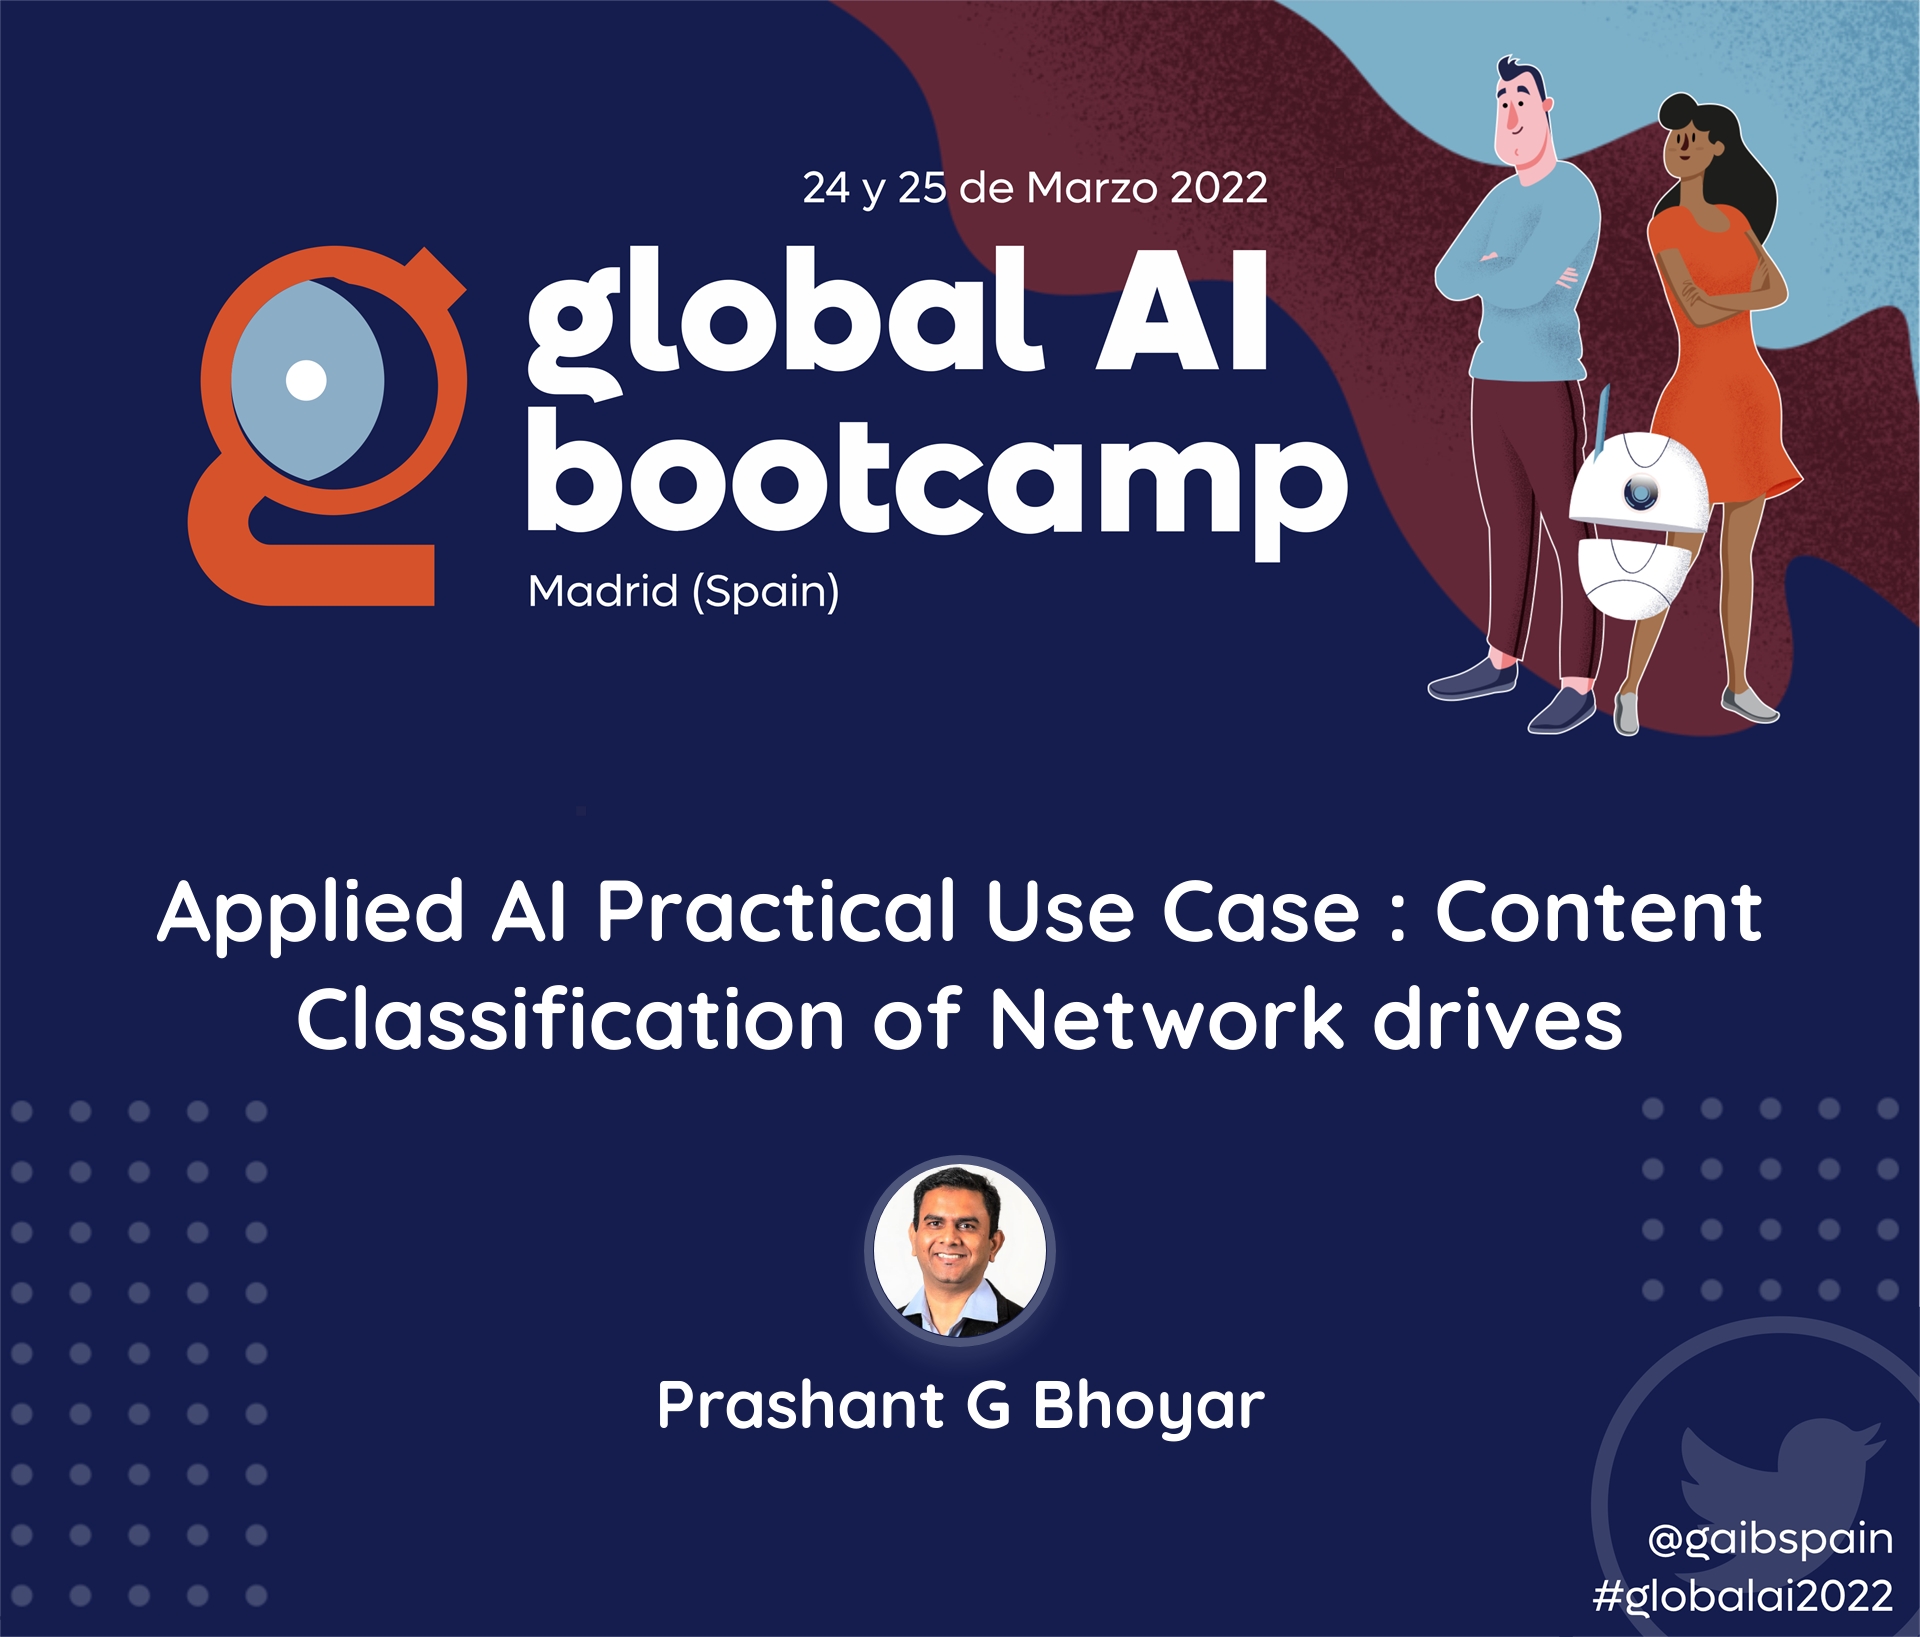 24 y 25 de Marzo 2022
global AI
bootcamp
Madrid (Spain)
Applied AI Practical Use Case : Content
Classification of Network drives
Prashant G Bhoyar
@gaibspain
#globalai2022